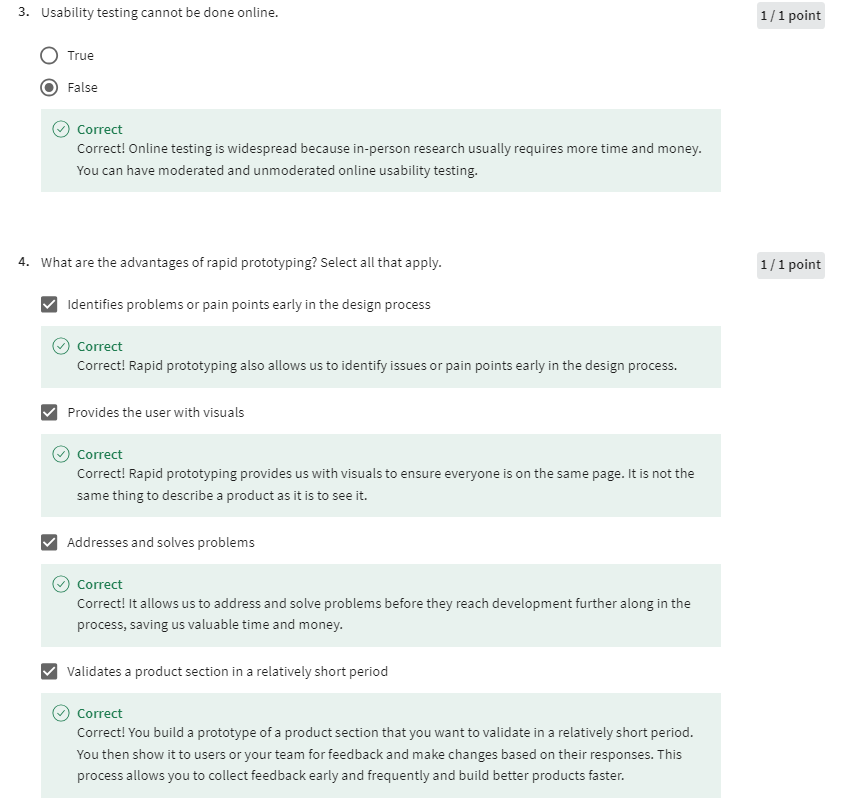 3. Usability testing cannot be done online.
1 / 1 point
True
False
Correct
Correct! Online testing is widespread because in-person research usually requires more time and money.
You can have moderated and unmoderated online usability testing.
4. What are the advantages of rapid prototyping? Select all that apply.
1 / 1 point
Identifies problems or pain points early in the design process
Correct
Correct! Rapid prototyping also allows us to identify issues or pain points early in the design process.
Provides the user with visuals
Correct
Correct! Rapid prototyping provides us with visuals to ensure everyone is on the same page. It is not the
same thing to describe a product as it is to see it.
Addresses and solves problems
Correct
Correct! It allows us to address and solve problems before they reach development further along in the
process, saving us valuable time and money.
Validates a product section in a relatively short period
Correct
Correct! You build a prototype of a product section that you want to validate in a relatively short period.
You then show it to users or your team for feedback and make changes based on their responses. This
process allows you to collect feedback early and frequently and build better products faster.